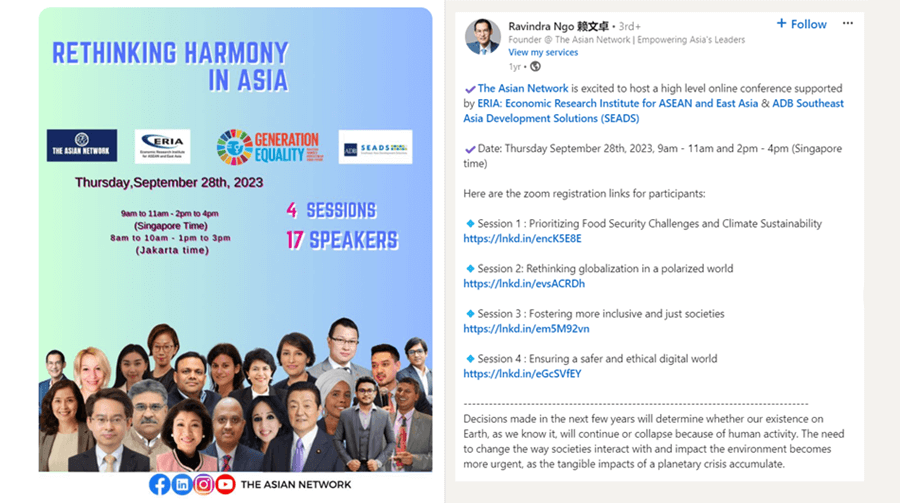 RETHINKING HARMONY
IN ASIA
THE ASIAN NETWORK
ERIA
Economic Research Institute
for ASEAN and East Asia
GENERATION
EQUALITY
ADB
SEADS
Thursday,September 28th, 2023
9am to 11am - 2pm to 4pm
(Singapore Time)
8am to 10am - 1pm to 3pm
(Jakarta time)
4 SESSIONS
17 SPEAKERS
THE ASIAN NETWORK
Ravindra Ngo 赖文卓 • 3rd+
Founder @ The Asian Network | Empowering Asia's Leaders
View my services
1yr •
+ Follow
...
The Asian Network is excited to host a high level online conference supported
by ERIA: Economic Research Institute for ASEAN and East Asia & ADB Southeast
Asia Development Solutions (SEADS)
Date: Thursday September 28th, 2023, 9am - 11am and 2pm - 4pm (Singapore
time)
Here are the zoom registration links for participants:
Session 1 : Prioritizing Food Security Challenges and Climate Sustainability
https://lnkd.in/encK5E8E
Session 2: Rethinking globalization in a polarized world
https://lnkd.in/evsACRDh
Session 3 : Fostering more inclusive and just societies
https://lnkd.in/em5M92vn
Session 4 : Ensuring a safer and ethical digital world
https://lnkd.in/eGcSVfEY
--------------------------------------------------------------------------------
Decisions made in the next few years will determine whether our existence on
Earth, as we know it, will continue or collapse because of human activity. The need
to change the way societies interact with and impact the environment becomes
more urgent, as the tangible impacts of a planetary crisis accumulate.